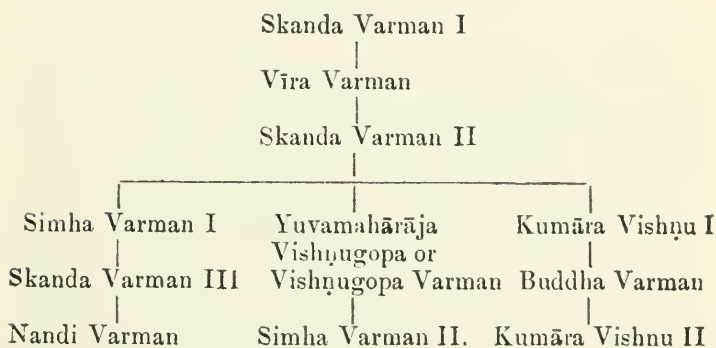 Skanda Varman I
Vīra Varman
Skanda Varman II
Simha Varman I Yuvamahārāja Kumāra Vishṇu I
Vishṇugopa or
Skanda Varman III Vishṇugopa Varman Buddha Varman
Nandi Varman Simha Varman II. Kumāra Vishnu II